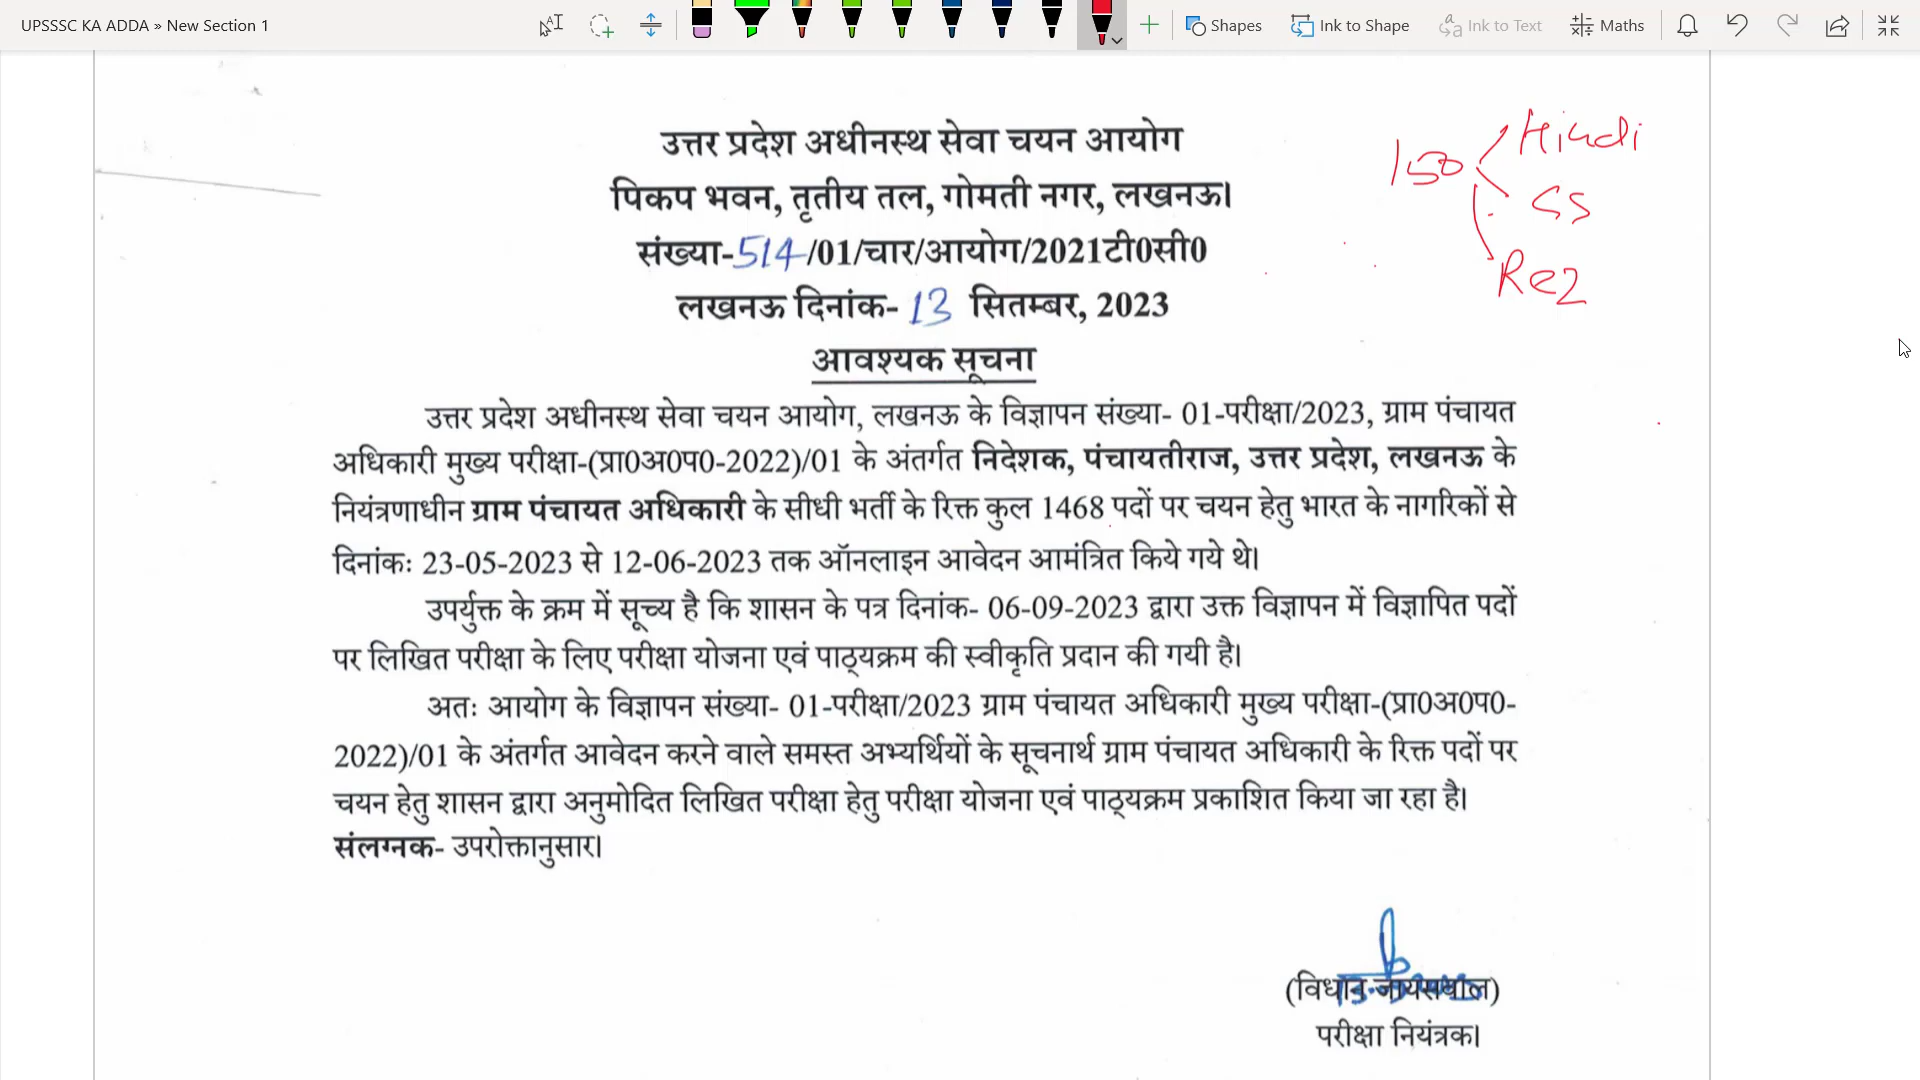 UPSSSC KA ADDA » New Section 1
Shapes
Ink to Shape
Ink to Text
Maths
उत्तर प्रदेश अधीनस्थ सेवा चयन आयोग
पिकप भवन, तृतीय तल, गोमती नगर, लखनऊ।
संख्या-514/01/चार/आयोग/2021टी0सी0
लखनऊ दिनांक- 13 सितम्बर, 2023
150
Hindi
GS
आवश्यक सूचना
उत्तर प्रदेश अधीनस्थ सेवा चयन आयोग, लखनऊ के विज्ञापन संख्या- 01-परीक्षा/2023, ग्राम पंचायत
अधिकारी मुख्य परीक्षा-(प्रा0अ0प0-2022)/01 के अंतर्गत निदेशक, पंचायतीराज, उत्तर प्रदेश, लखनऊ के
नियंत्रणाधीन ग्राम पंचायत अधिकारी के सीधी भर्ती के रिक्त कुल 1468 पदों पर चयन हेतु भारत के नागरिकों से
दिनांकः 23-05-2023 से 12-06-2023 तक ऑनलाइन आवेदन आमंत्रित किये गये थे।
उपर्युक्त के क्रम में सूच्य है कि शासन के पत्र दिनांक- 06-09-2023 द्वारा उक्त विज्ञापन में विज्ञापित पदों
पर लिखित परीक्षा के लिए परीक्षा योजना एवं पाठ्यक्रम की स्वीकृति प्रदान की गयी है।
अतः आयोग के विज्ञापन संख्या- 01-परीक्षा/2023 ग्राम पंचायत अधिकारी मुख्य परीक्षा-(प्रा0अ0प0-
2022)/01 के अंतर्गत आवेदन करने वाले समस्त अभ्यर्थियों के सूचनार्थ ग्राम पंचायत अधिकारी के रिक्त पदों पर
चयन हेतु शासन द्वारा अनुमोदित लिखित परीक्षा हेतु परीक्षा योजना एवं पाठ्यक्रम प्रकाशित किया जा रहा है।
संलग्नक- उपरोक्तानुसार।
(विधान जायसवाल)
परीक्षा नियंत्रक।